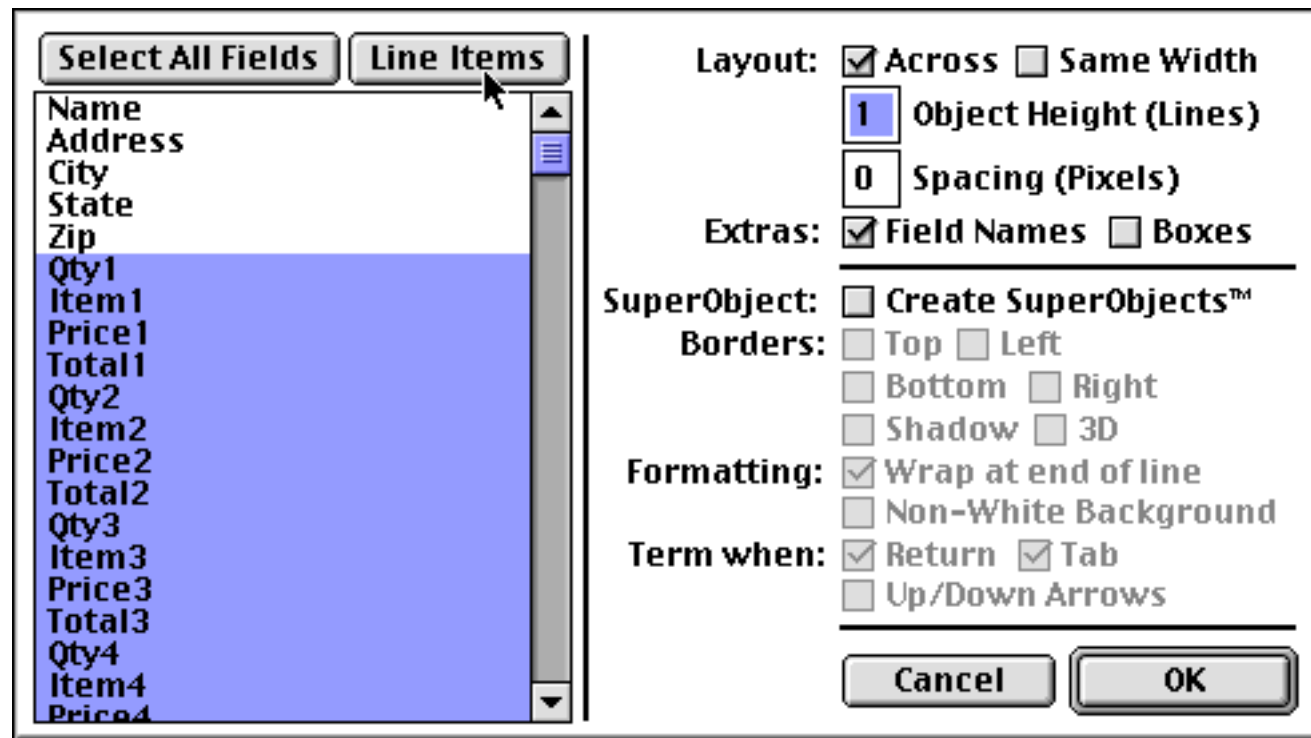 Select All Fields
Line Items
Name
Address
City
State
Zip
Qty1
Item1
Price1
Total1
Qty2
Item2
Price2
Total2
Qty3
Item3
Price3
Total3
Qty4
Item4
Price4
Layout: Across Same Width
1 Object Height (Lines)
0 Spacing (Pixels)
Extras: Field Names Boxes
SuperObject: Create SuperObjects™
Borders: Top Left
Bottom Right
Shadow 3D
Formatting: Wrap at end of line
Non-White Background
Term when: Return Tab
Up/Down Arrows
Cancel OK